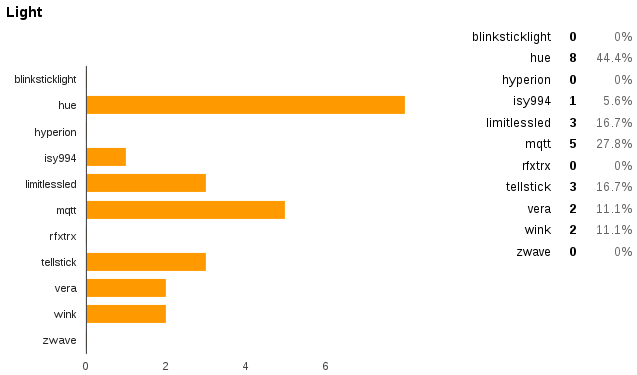 Light
blinksticklight
hue
hyperion
isy994
limitlessled
mqtt
rfxtrx
tellstick
vera
wink
zwave
0 2 4 6
blinksticklight 0 0%
hue 8 44.4%
hyperion 0 0%
isy994 1 5.6%
limitlessled 3 16.7%
mqtt 5 27.8%
rfxtrx 0 0%
tellstick 3 16.7%
vera 2 11.1%
wink 2 11.1%
zwave 0 0%